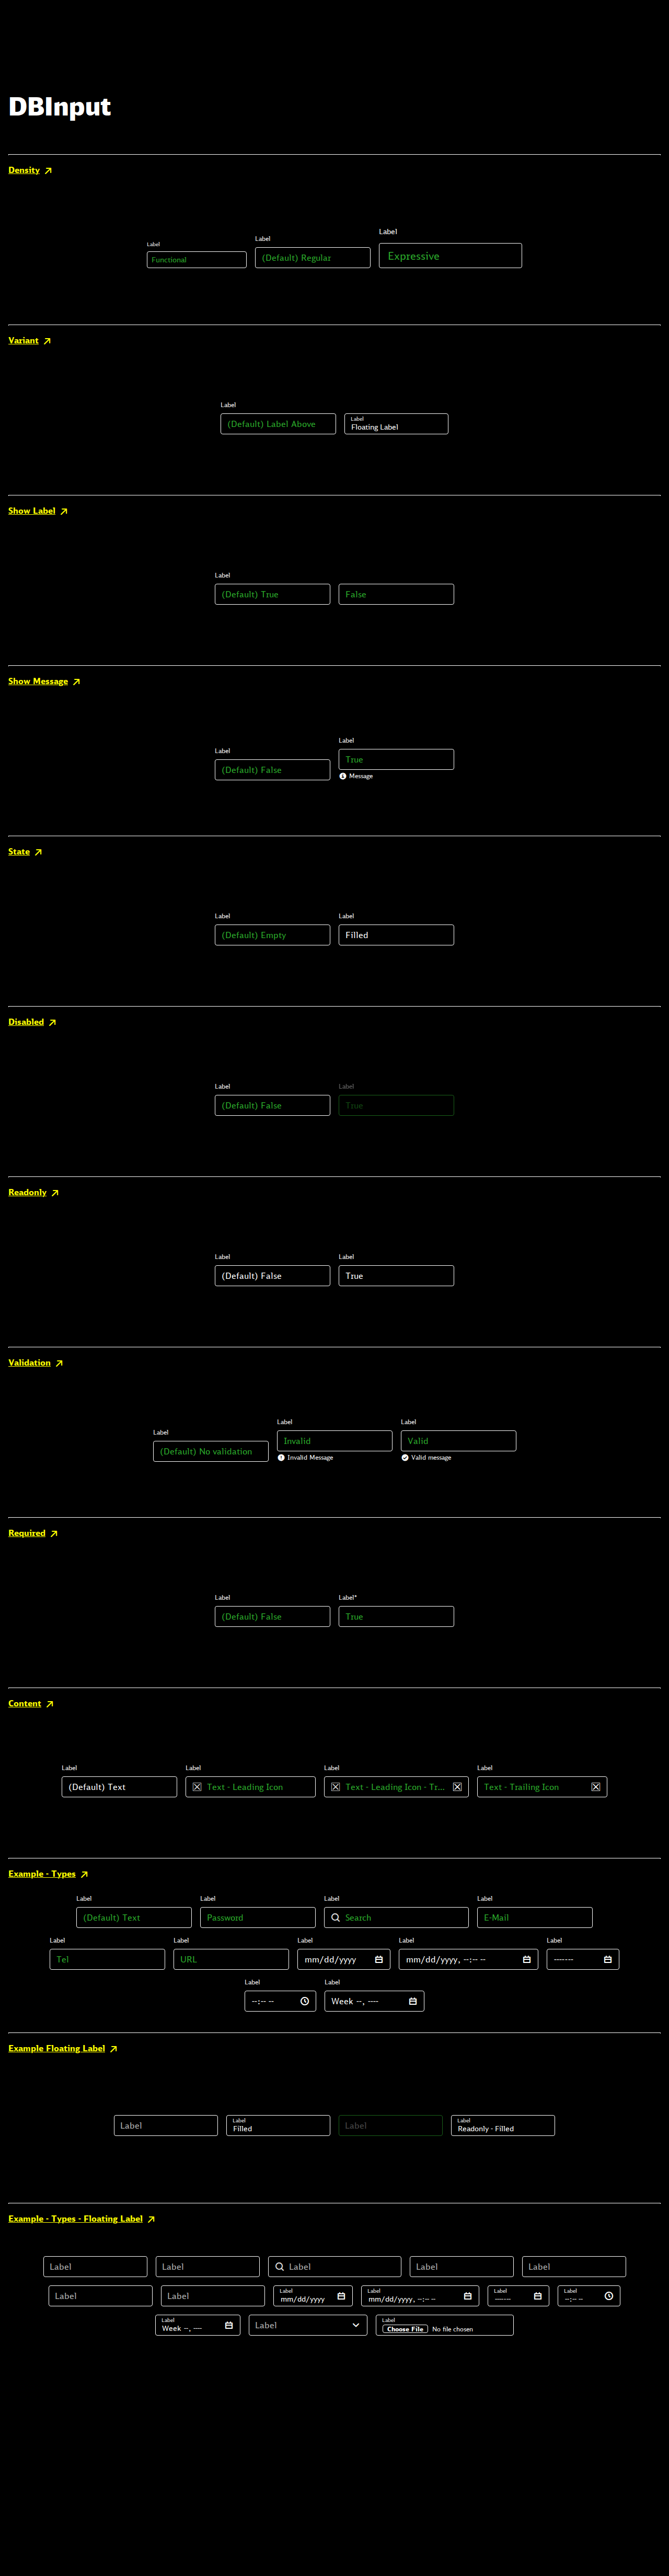 DBInput
Density
Label
Label
Label
Functional
(Default) Regular
Expressive
Variant
Label
(Default) Label Above
Label
Floating Label
Show Label
Label
(Default) True
False
Show Message
Label
Label
(Default) False
True
Message
State
Label
Label
(Default) Empty
Filled
Disabled
Label
Label
(Default) False
True
Readonly
Label
Label
(Default) False
True
Validation
Label
Label
Label
(Default) No validation
Invalid
Valid
Invalid Message
Valid message
Required
Label
Label*
(Default) False
True
Content
Label
Label
Label
Label
(Default) Text
Text - Leading Icon
Text - Leading Icon - Tr...
Text - Trailing Icon
Example - Types
Label
Label
Label
Label
(Default) Text
Password
Search
E-Mail
Label
Label
Label
Label
Label
Tel
URL
mm/dd/yyyy
mm/dd/yyyy, --:-- --
-------
Label
Label
--:-- --
Week --, ----
Example Floating Label
Label
Label
Filled
Label
Label
Readonly - Filled
Example - Types - Floating Label
Label
Label
Label
Label
Label
Label
Label
Label
mm/dd/yyyy
Label
mm/dd/yyyy, --:-- --
Label
-------
Label
--:-- --
Label
Week --, ----
Label
Label
Choose File No file chosen